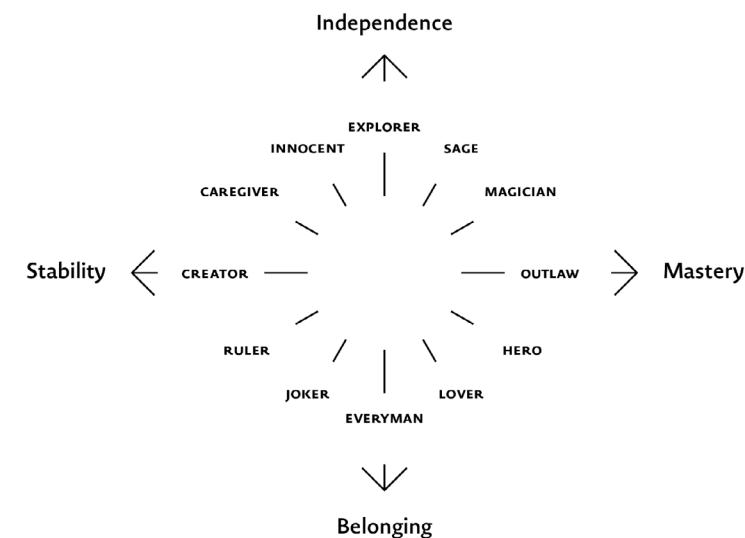 Independence
EXPLORER
INNOCENT
SAGE
CAREGIVER
MAGICIAN
Stability
CREATOR
OUTLAW
Mastery
RULER
HERO
JOKER
LOVER
EVERYMAN
Belonging